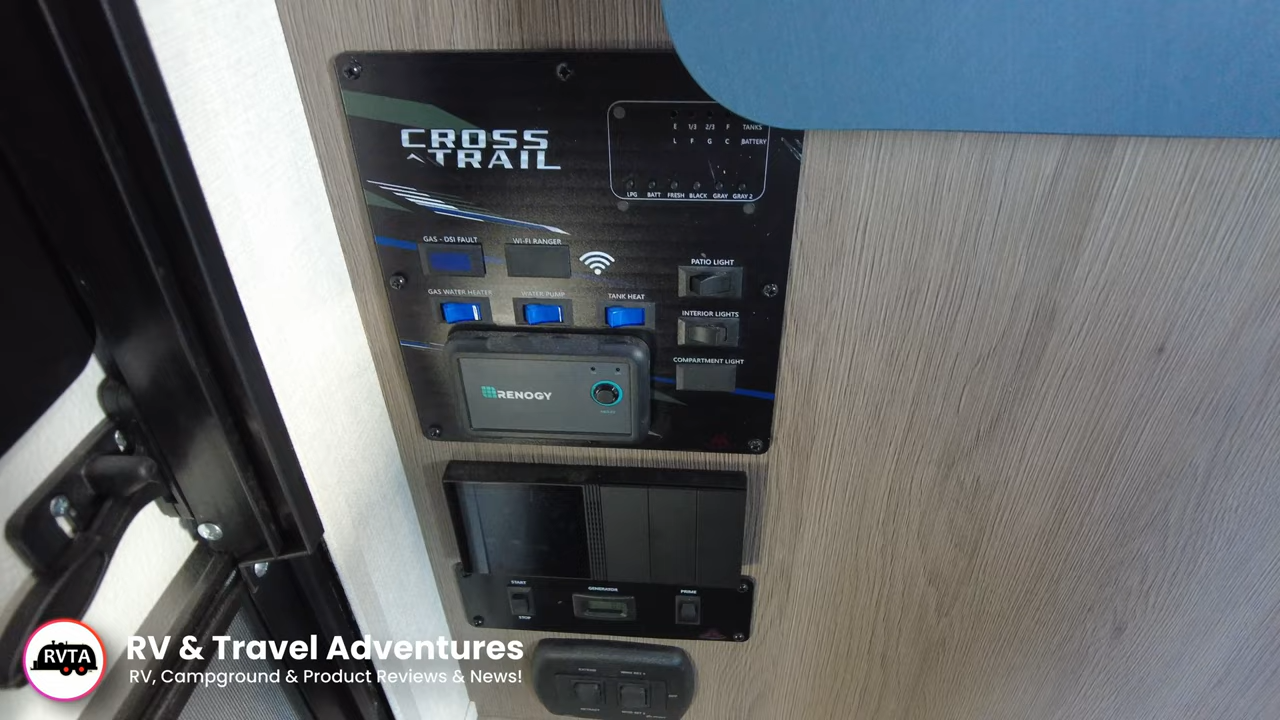 CROSS
TRAIL
E 1/3 2/3 F TANKS
L F G C BATTERY
LPG BATT FRESH BLACK GRAY GRAY 2
GAS - DSI FAULT
WI-FI RANGER
PATIO LIGHT
GAS WATER HEATER
WATER PUMP
TANK HEAT
INTERIOR LIGHTS
COMPARTMENT LIGHT
RENOGY
START
STOP
GENERATOR
PRIME
RVTA
RV & Travel Adventures
RV, Campground & Product Reviews & News!